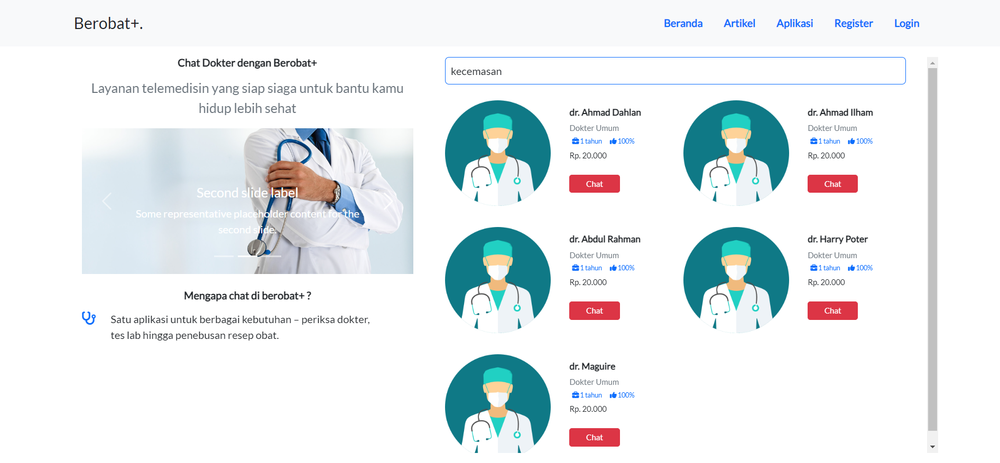 Berobat+.
Beranda Artikel Aplikasi Register Login
Chat Dokter dengan Berobat+
Layanan telemedisin yang siap siaga untuk bantu kamu
hidup lebih sehat
Second slide label
Some representative placeholder content for the
second slide.
Mengapa chat di berobat+ ?
Satu aplikasi untuk berbagai kebutuhan – periksa dokter,
tes lab hingga penebusan resep obat.
kecemasan
dr. Ahmad Dahlan
Dokter Umum
1 tahun 100%
Rp. 20.000
Chat
dr. Ahmad Ilham
Dokter Umum
1 tahun 100%
Rp. 20.000
Chat
dr. Abdul Rahman
Dokter Umum
1 tahun 100%
Rp. 20.000
Chat
dr. Harry Poter
Dokter Umum
1 tahun 100%
Rp. 20.000
Chat
dr. Maguire
Dokter Umum
1 tahun 100%
Rp. 20.000
Chat